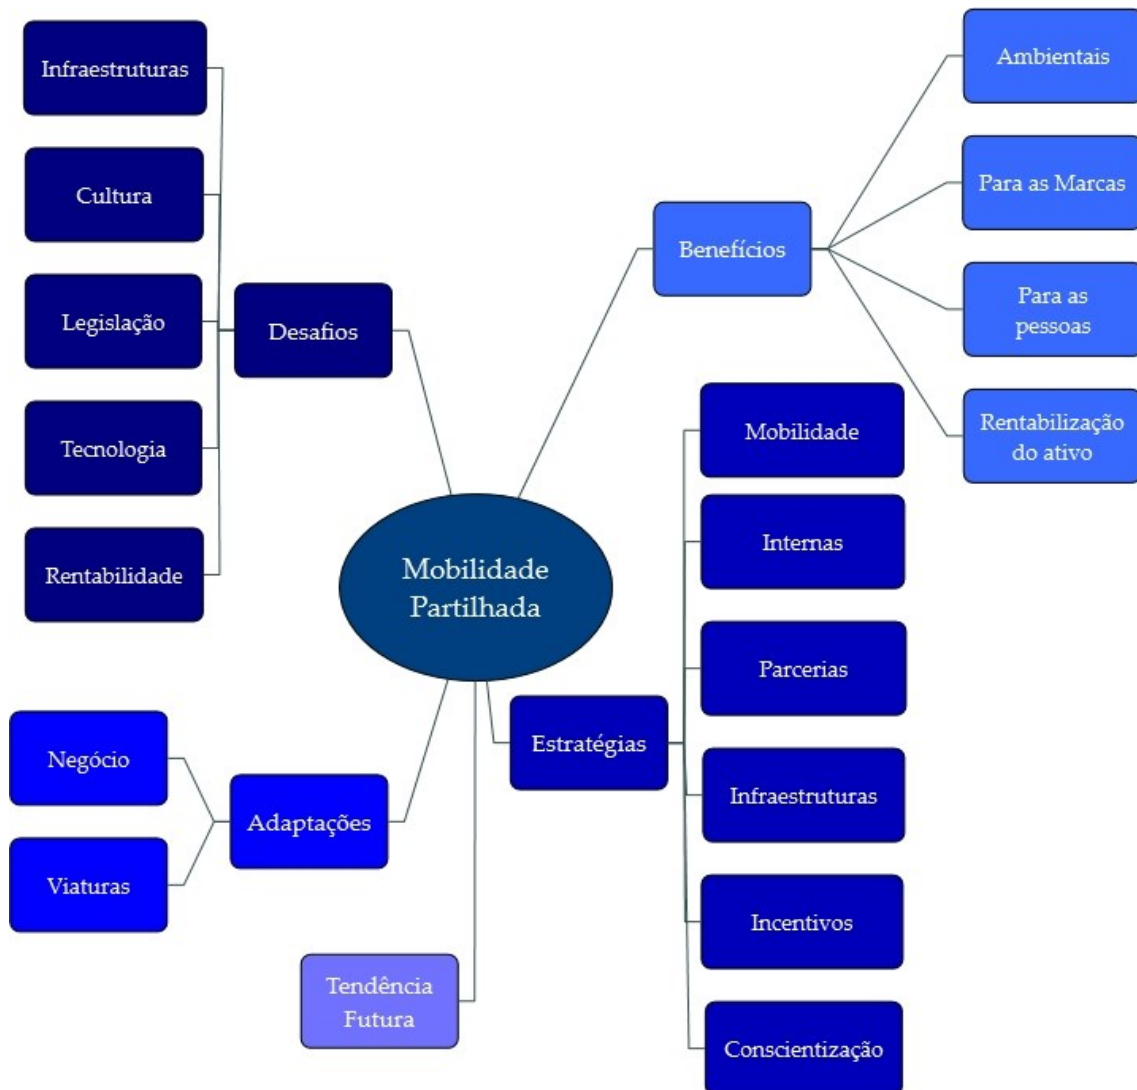 Infraestruturas
Cultura
Legislação
Tecnologia
Rentabilidade
Desafios
Ambientais
Para as Marcas
Para as
pessoas
Rentabilização
do ativo
Benefícios
Mobilidade
Partilhada
Mobilidade
Internas
Parcerias
Infraestruturas
Incentivos
Conscientização
Estratégias
Negócio
Viaturas
Adaptações
Tendência
Futura